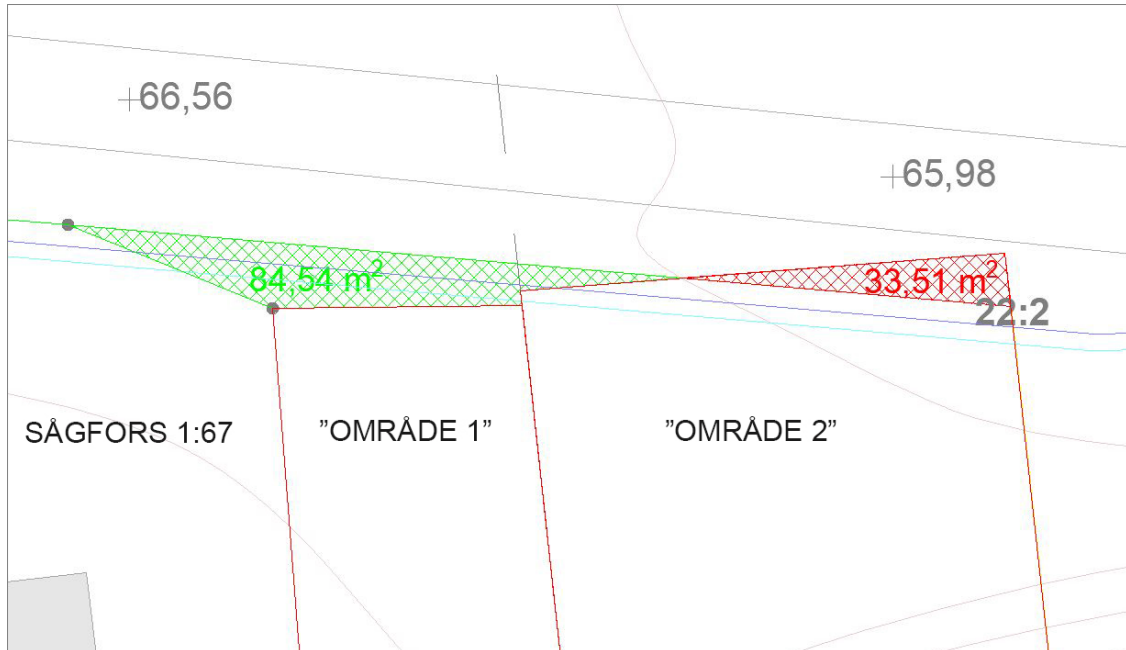 66,56
65,98
84,54 m²
33,51 m²
22:2
SÅGFORS 1:67
”OMRÅDE 1”
”OMRÅDE 2”